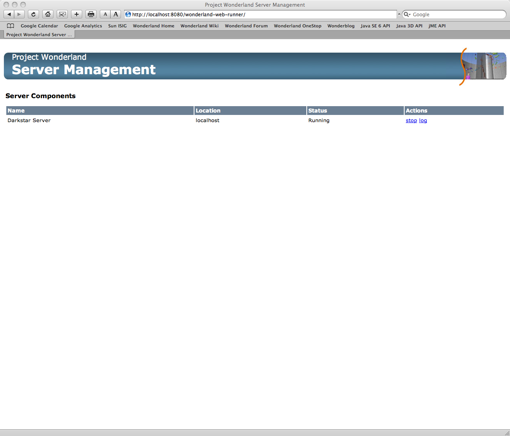 Project Wonderland Server Management
http://localhost:8080/wonderland-web-runner/
Google
Google Calendar Google Analytics Sun ISIG Wonderland Home Wonderland Wiki Wonderland Forum Wonderland OneStop Wonderblog Java SE 6 API Java 3D API JME API
Project Wonderland Server ...
Project Wonderland
Server Management
Server Components
Name Location Status Actions
Darkstar Server localhost Running stop log